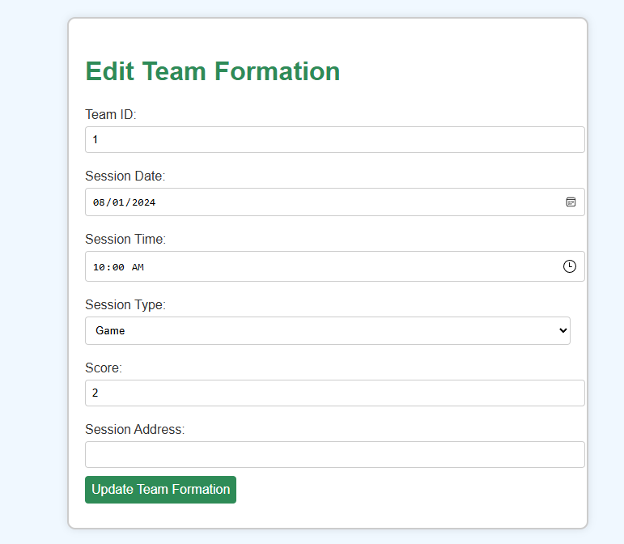 Edit Team Formation
Team ID:
1
Session Date:
08/01/2024
Session Time:
10:00 AM
Session Type:
Game
Score:
2
Session Address:
Update Team Formation